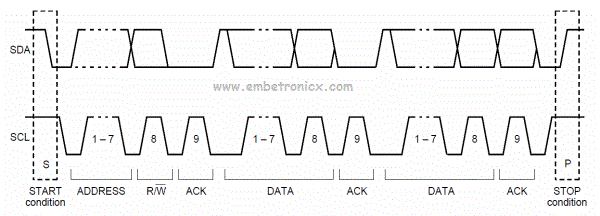 SDA
www.embetronicx.com
SCL
1 – 7 8 9 1 – 7 8 9 1 – 7 8 9
S P
START condition ADDRESS R/W̅ ACK DATA ACK DATA ACK STOP condition